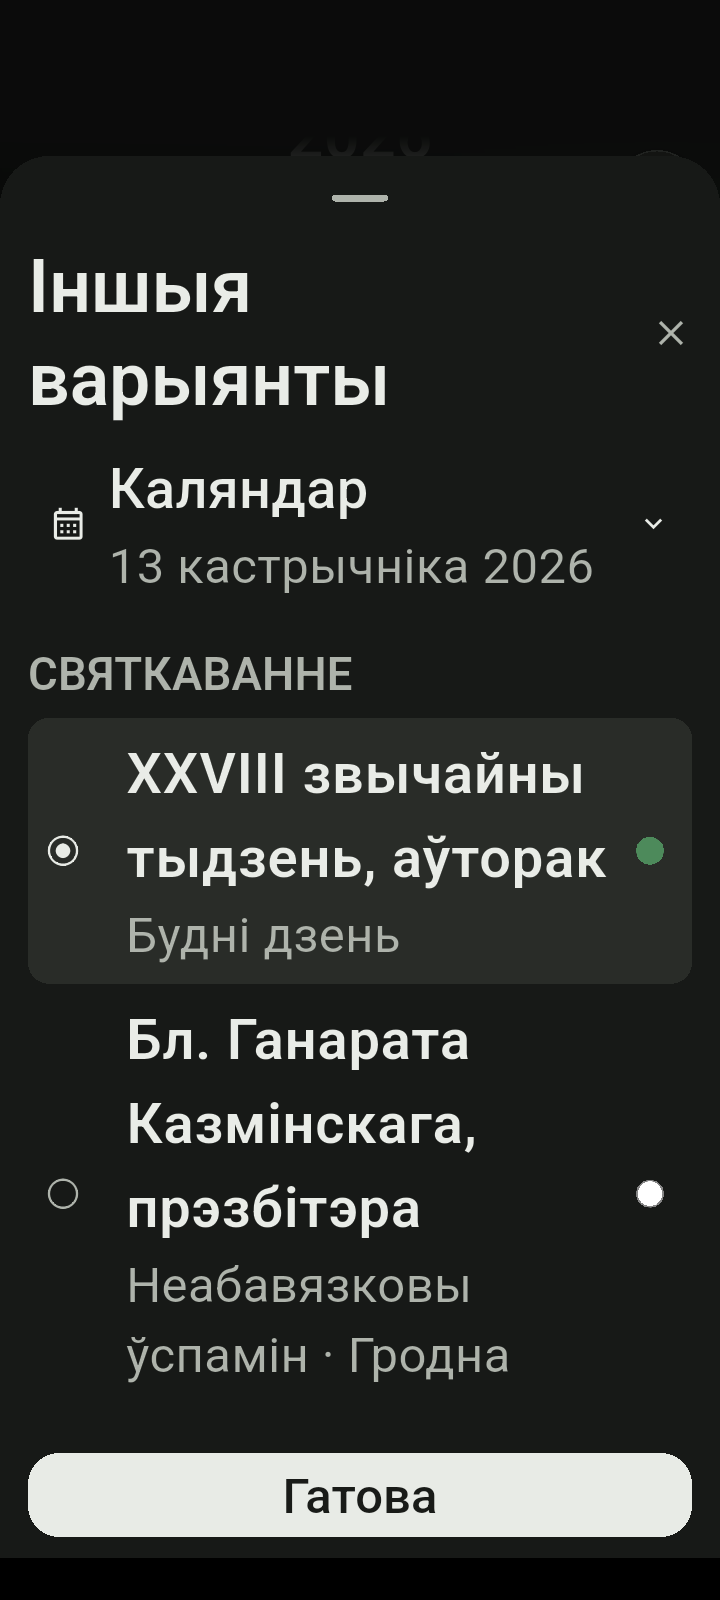 2026
Іншыя
варыянты
Каляндар
13 кастрычніка 2026
СВЯТКАВАННЕ
XXVIII звычайны
тыдзень, аўторак
Будні дзень
Бл. Ганарата
Казмінскага,
прэзбітэра
Неабавязковы
ўспамін · Гродна
Гатова